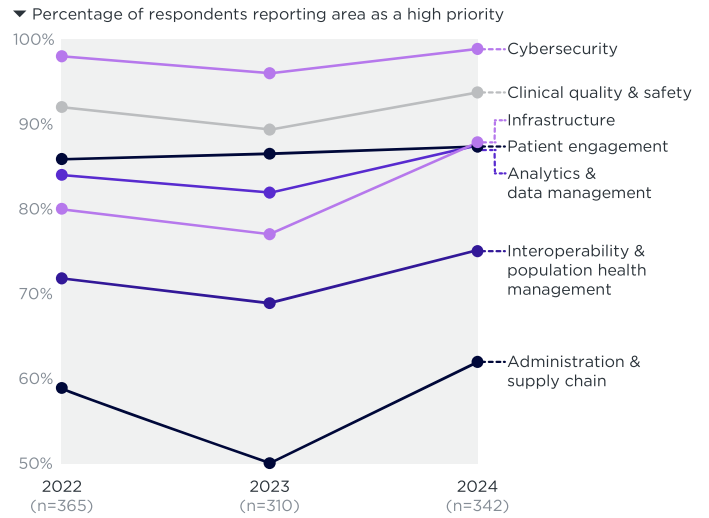 Percentage of respondents reporting area as a high priority
100%
Cybersecurity
Clinical quality & safety
Infrastructure
90%
Patient engagement
Analytics &
data management
80%
Interoperability &
population health
management
70%
Administration &
supply chain
60%
50%
2022
(n=365)
2023
(n=310)
2024
(n=342)